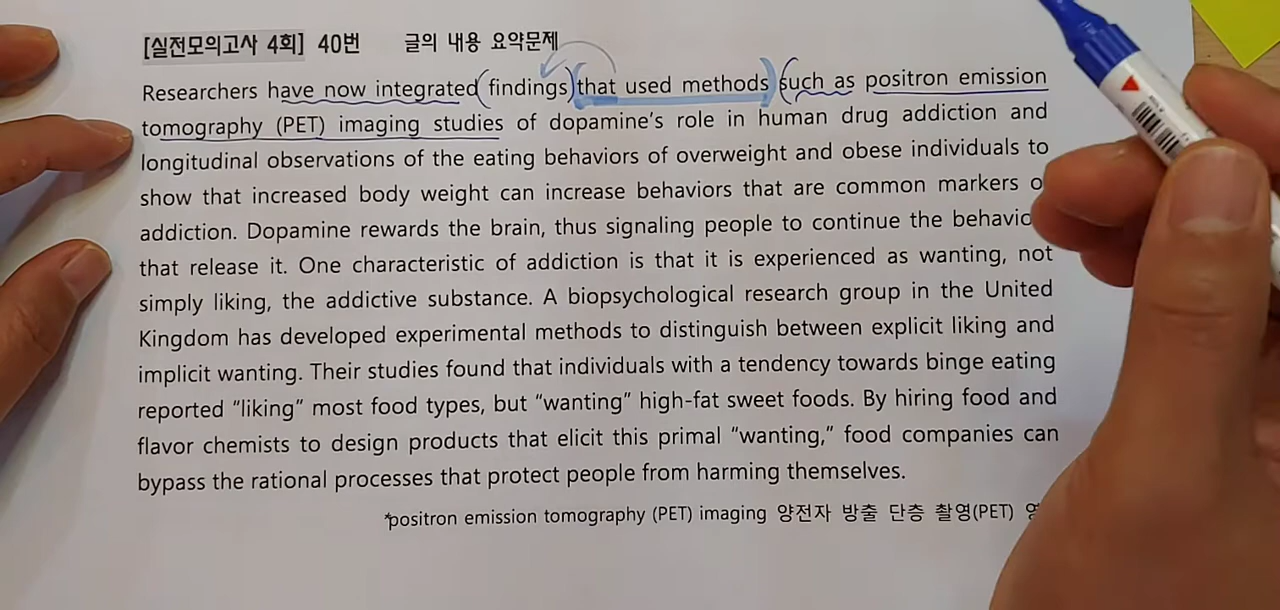 [실전모의고사 4회] 40번 글의 내용 요약문제
Researchers have now integrated findings that used methods such as positron emission
tomography (PET) imaging studies of dopamine's role in human drug addiction and
longitudinal observations of the eating behaviors of overweight and obese individuals to
show that increased body weight can increase behaviors that are common markers
addiction. Dopamine rewards the brain, thus signaling people to continue the
that release it. One characteristic of addiction is that it is experienced as wanting, not
simply liking, the addictive substance. A biopsychological research group in the United
Kingdom has developed experimental methods to distinguish between explicit liking and
implicit wanting. Their studies found that individuals with a tendency towards binge eating
reported “liking” most food types, but “wanting” high-fat sweet foods. By hiring food and
flavor chemists to design products that elicit this primal “wanting,” food companies can
bypass the rational processes that protect people from harming themselves.
*positron emission tomography (PET) imaging 양전자 방출 단층 촬영(PET)